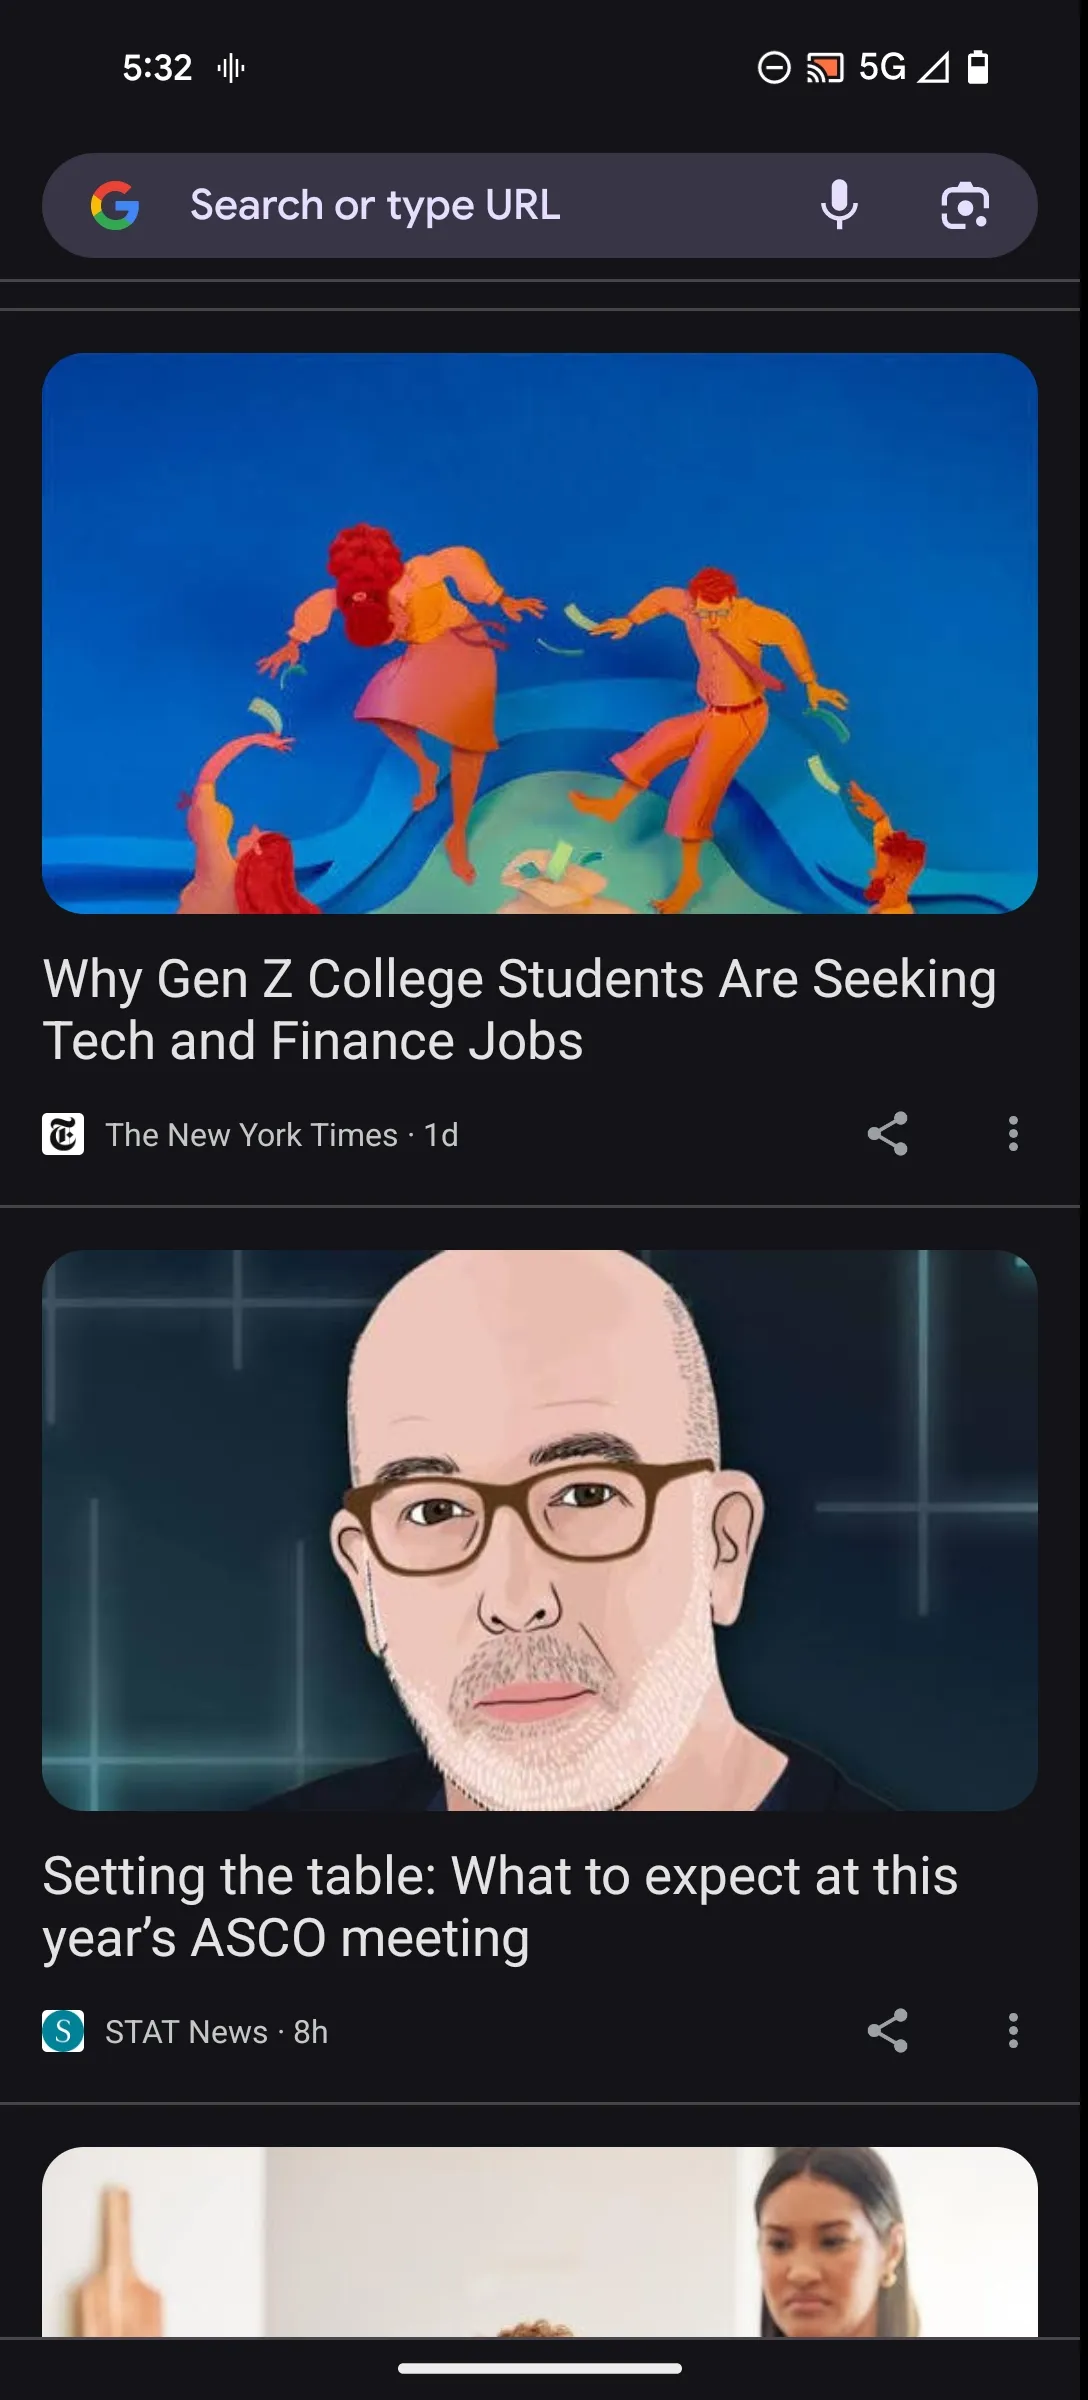 5:32
5G
Search or type URL
Why Gen Z College Students Are Seeking
Tech and Finance Jobs
The New York Times · 1d
Setting the table: What to expect at this
year’s ASCO meeting
S
STAT News · 8h